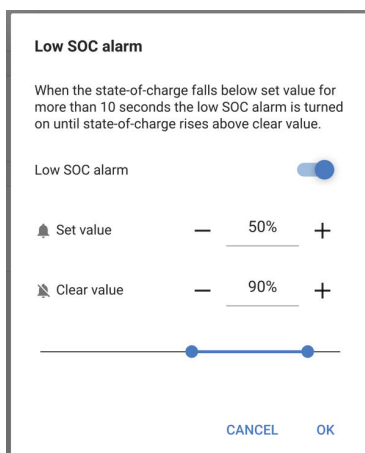 Low SOC alarm
When the state-of-charge falls below set value for
more than 10 seconds the low SOC alarm is turned
on until state-of-charge rises above clear value.
Low SOC alarm
Set value − 50% +
Clear value − 90% +
CANCEL OK